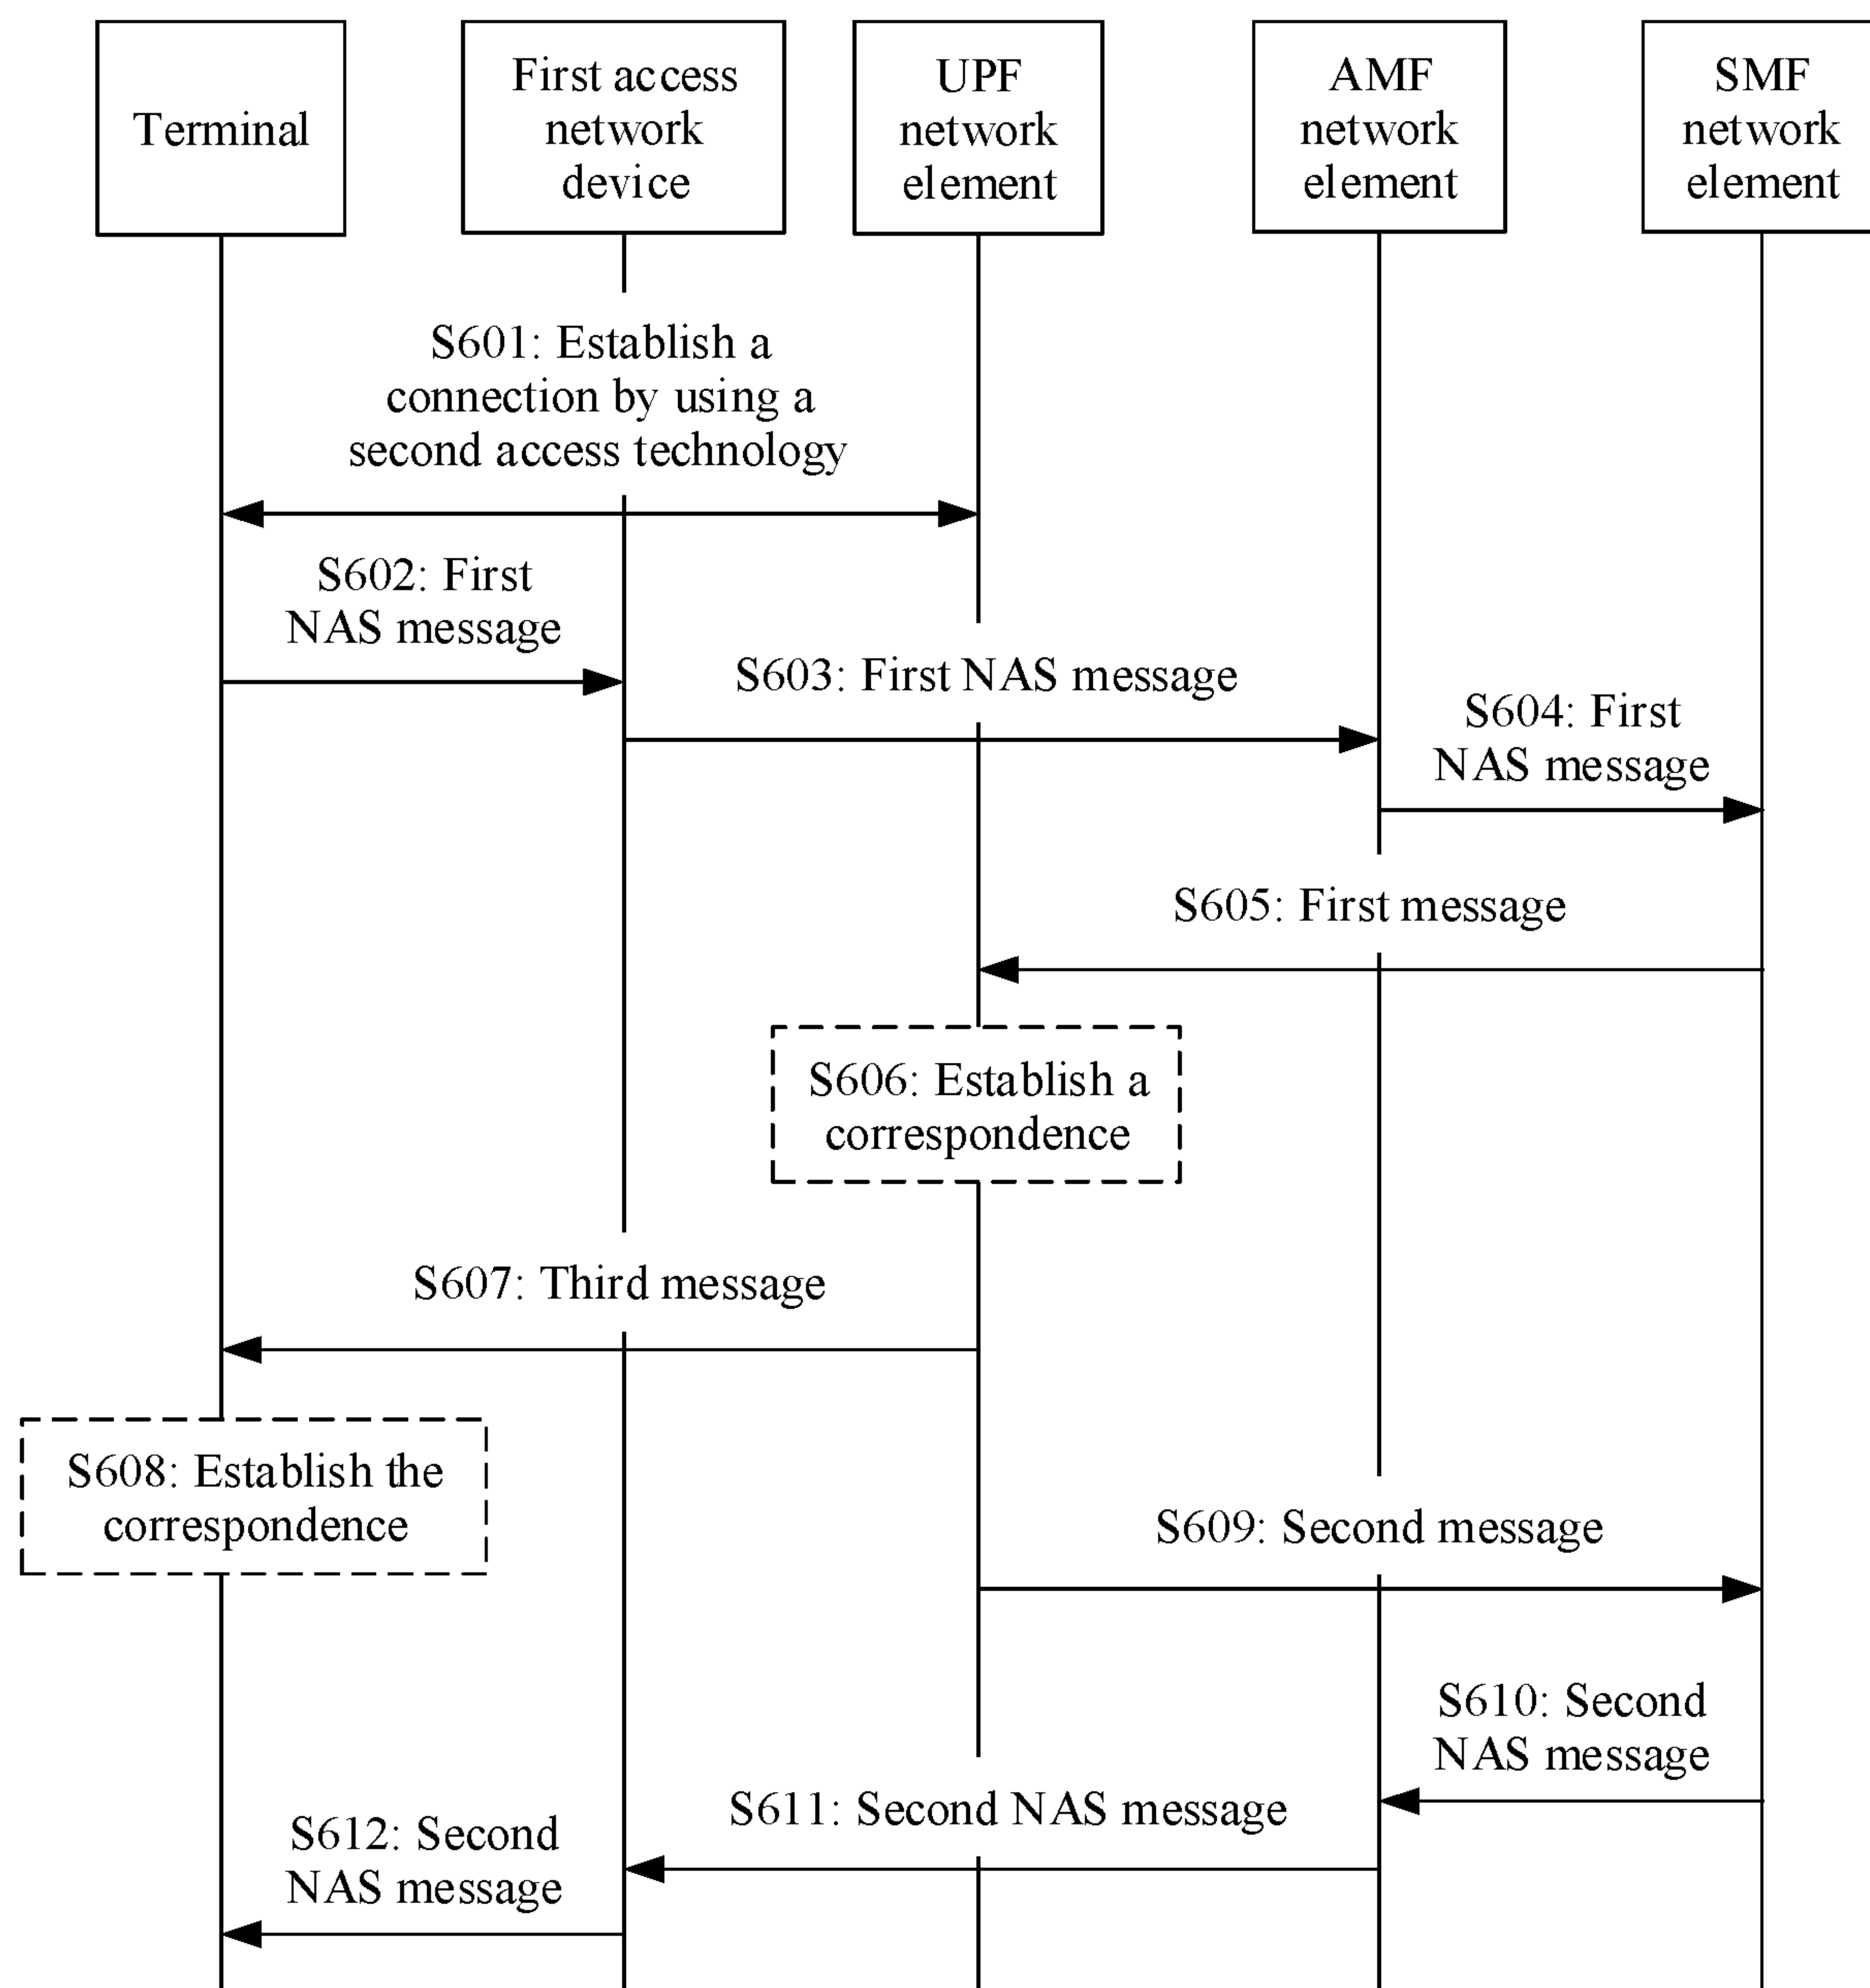 Terminal
First access
network
device
UPF
network
element
AMF
network
element
SMF
network
element
S601: Establish a
connection by using a
second access technology
S602: First
NAS message
S603: First NAS message
S604: First
NAS message
S605: First message
S606: Establish a
correspondence
S607: Third message
S608: Establish the
correspondence
S609: Second message
S610: Second
NAS message
S611: Second NAS message
S612: Second
NAS message